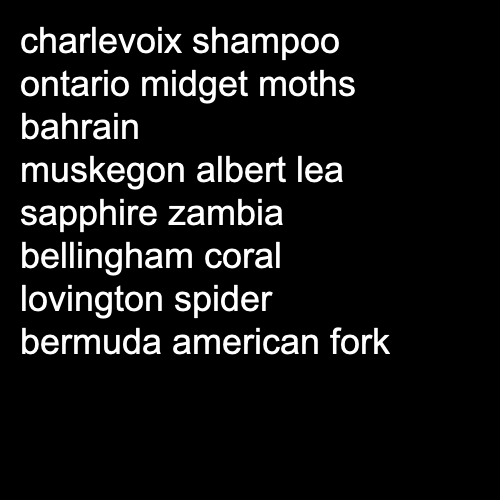 charlevoix shampoo
ontario midget moths
bahrain
muskegon albert lea
sapphire zambia
bellingham coral
lovington spider
bermuda american fork